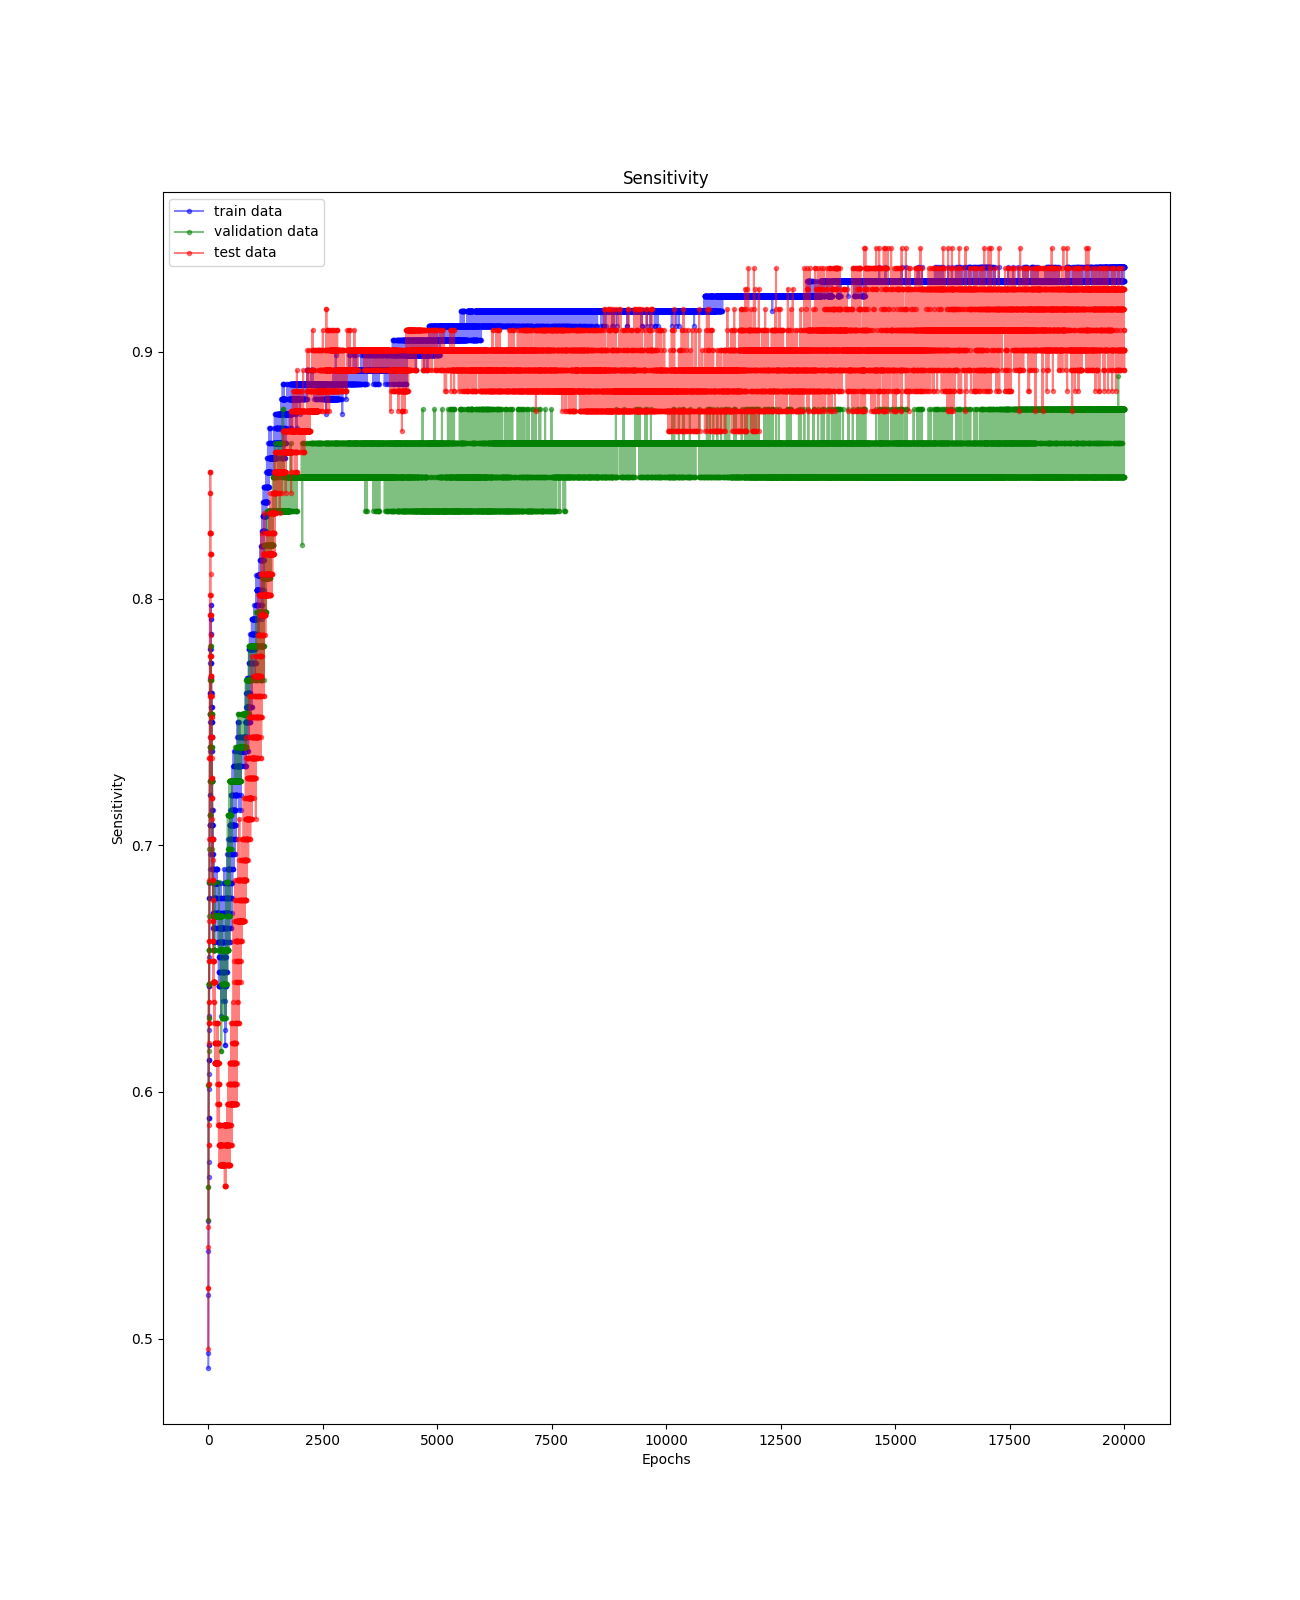 Sensitivity
train data
validation data
test data
0.9
0.8
0.7
0.6
0.5
Sensitivity
0 2500 5000 7500 10000 12500 15000 17500 20000
Epochs